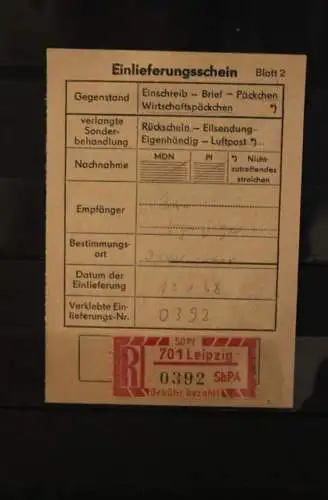 Einlieferungsschein Blatt 2
Gegenstand
Einschreib – Brief – Päckchen
Wirtschaftspäckchen *)
verlangte
Sonder-
behandlung
Rückschein – Eilsendung-
Eigenhändig – Luftpost *)...
Nachnahme
MDN
Pf
*) Nicht-
zutreffendes
streichen
Empfänger
Bestimmungs-
ort
Datum der
Einlieferung
Verklebte Ein-
lieferungs-Nr.
0392
50 Pf
R
701 Leipzig
0392 SbPA
(Gebühr bezahlt)